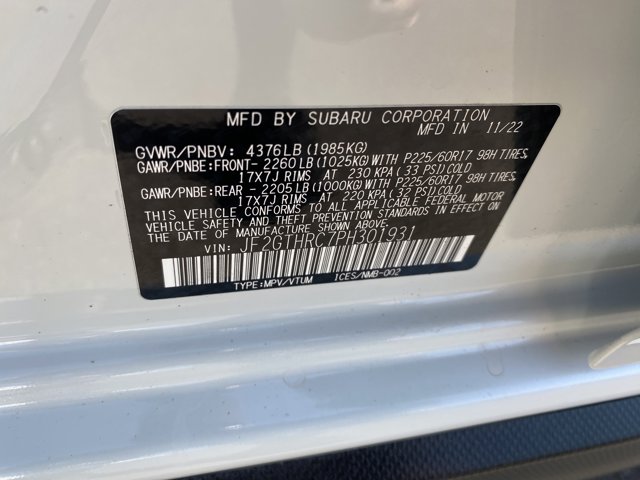 MFD BY SUBARU CORPORATION
MFD IN 11/22
GVWR/PNBV: 4376LB (1985KG)
GAWR/PNBE:FRONT- 2260LB(1025KG)WITH P225/60R17 98H TIRES,
17X7J RIMS AT 230 KPA( 33 PSI)COLD
GAWR/PNBE:REAR - 2205LB(1000KG)WITH P225/60R17 98H TIRES,
17X7J RIMS AT 220 KPA( 32 PSI)COLD
THIS VEHICLE CONFORMS TO ALL APPLICABLE FEDERAL MOTOR
VEHICLE SAFETY AND THEFT PREVENTION STANDARDS IN EFFECT
ON THE DATE OF MANUFACTURE SHOWN ABOVE.
VIN: JF2GTHRC7PH301931
TYPE:MPV/VTUM ICES/NMB-002